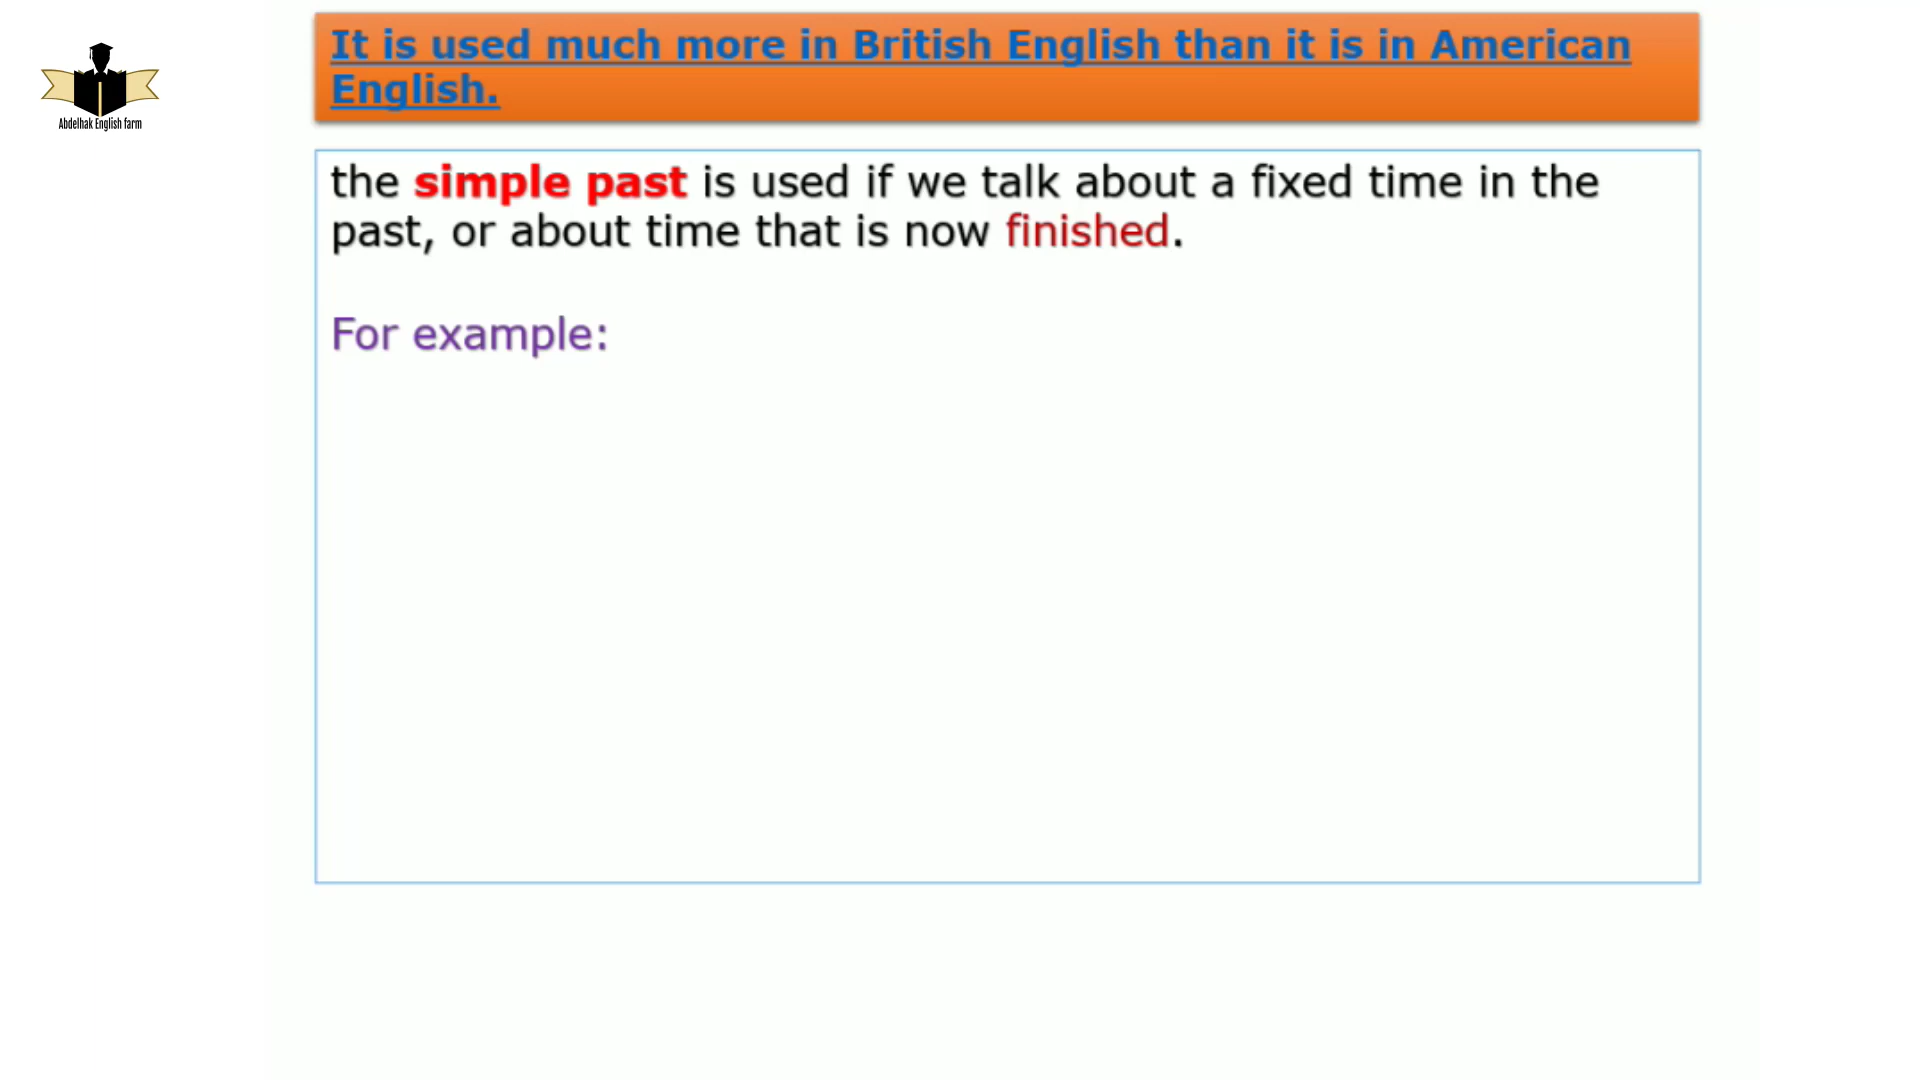 It is used much more in British English than it is in American
English.
Abdelhak English farm
the simple past is used if we talk about a fixed time in the
past, or about time that is now finished.
For example: